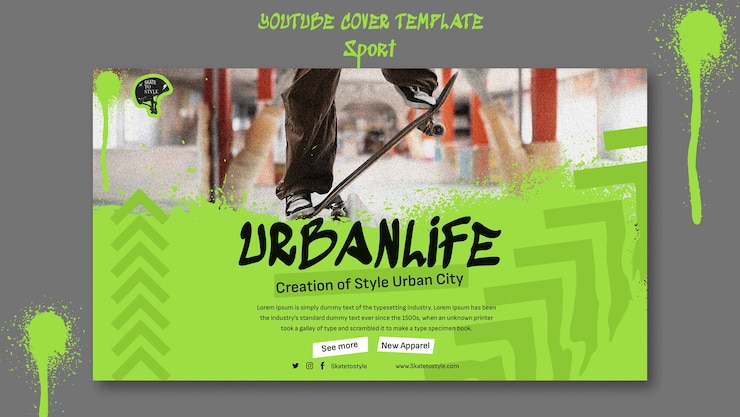 YOUTUBE COVER TEMPLATE
Sport
SKATE
TO
STYLE
URBANLIFE
Creation of Style Urban City
Lorem ipsum is simply dummy text of the typesetting industry. Lorem Ipsum has been
the industry's standard dummy text ever since the 1500s, when an unknown printer
took a galley of type and scrambled it to make a type specimen book.
See more
New Apparel
Skatetostyle
www.Skatetostyle.com